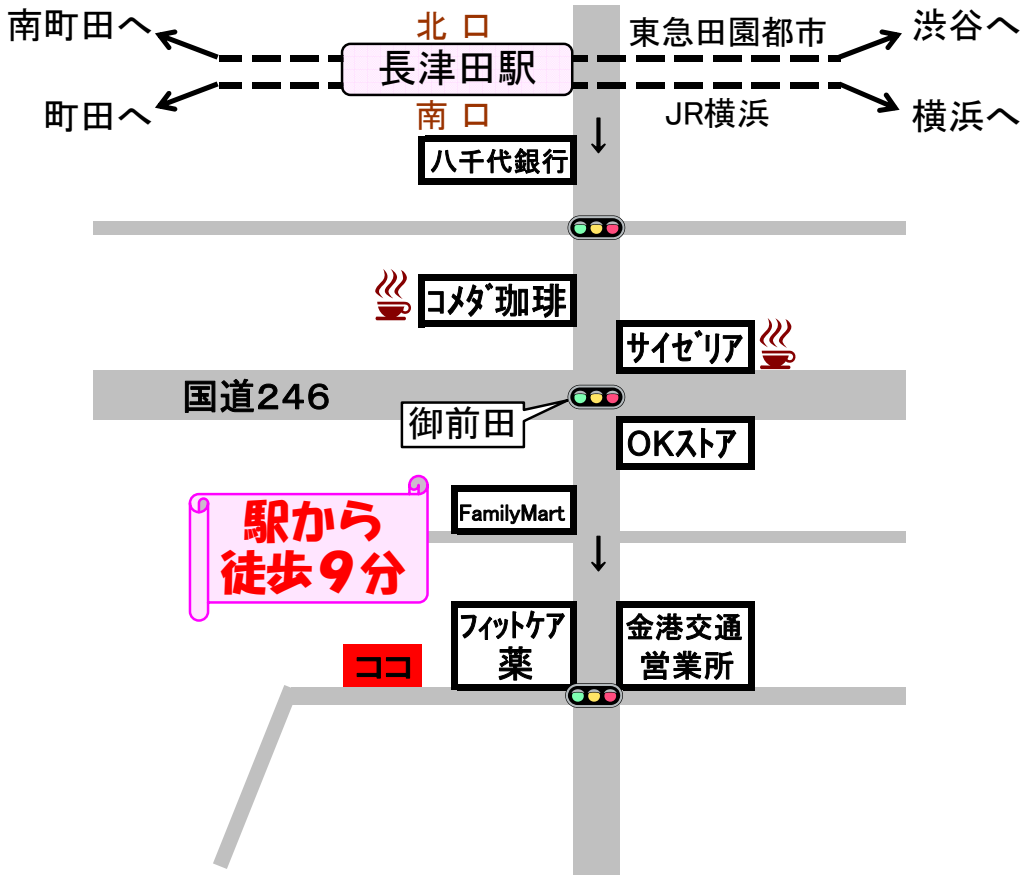 南町田へ
北口
東急田園都市
渋谷へ
長津田駅
町田へ
南口
JR横浜
横浜へ
↓
八千代銀行
コメダ珈琲
サイゼリア
国道246
御前田
OKストア
FamilyMart
駅から
徒歩9分
↓
フィットケア
薬
金港交通
営業所
ココ